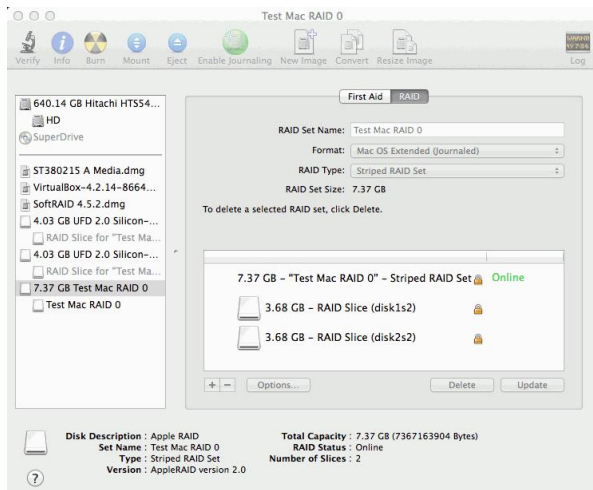 Test Mac RAID 0
Verify Info Burn Mount Eject Enable Journaling New Image Convert Resize Image Log
640.14 GB Hitachi HTS54...
HD
SuperDrive
ST380215 A Media.dmg
VirtualBox-4.2.14-8664...
SoftRAID 4.5.2.dmg
4.03 GB UFD 2.0 Silicon-...
RAID Slice for "Test Ma...
4.03 GB UFD 2.0 Silicon-...
RAID Slice for "Test Ma...
7.37 GB Test Mac RAID 0
Test Mac RAID 0
First Aid RAID
RAID Set Name: Test Mac RAID 0
Format: Mac OS Extended (Journaled)
RAID Type: Striped RAID Set
RAID Set Size: 7.37 GB
To delete a selected RAID set, click Delete.
7.37 GB – "Test Mac RAID 0" – Striped RAID Set Online
3.68 GB – RAID Slice (disk1s2)
3.68 GB – RAID Slice (disk2s2)
+ − Options... Delete Update
Disk Description : Apple RAID
Set Name : Test Mac RAID 0
Type : Striped RAID Set
Version : AppleRAID version 2.0
Total Capacity : 7.37 GB (7367163904 Bytes)
RAID Status : Online
Number of Slices : 2
?